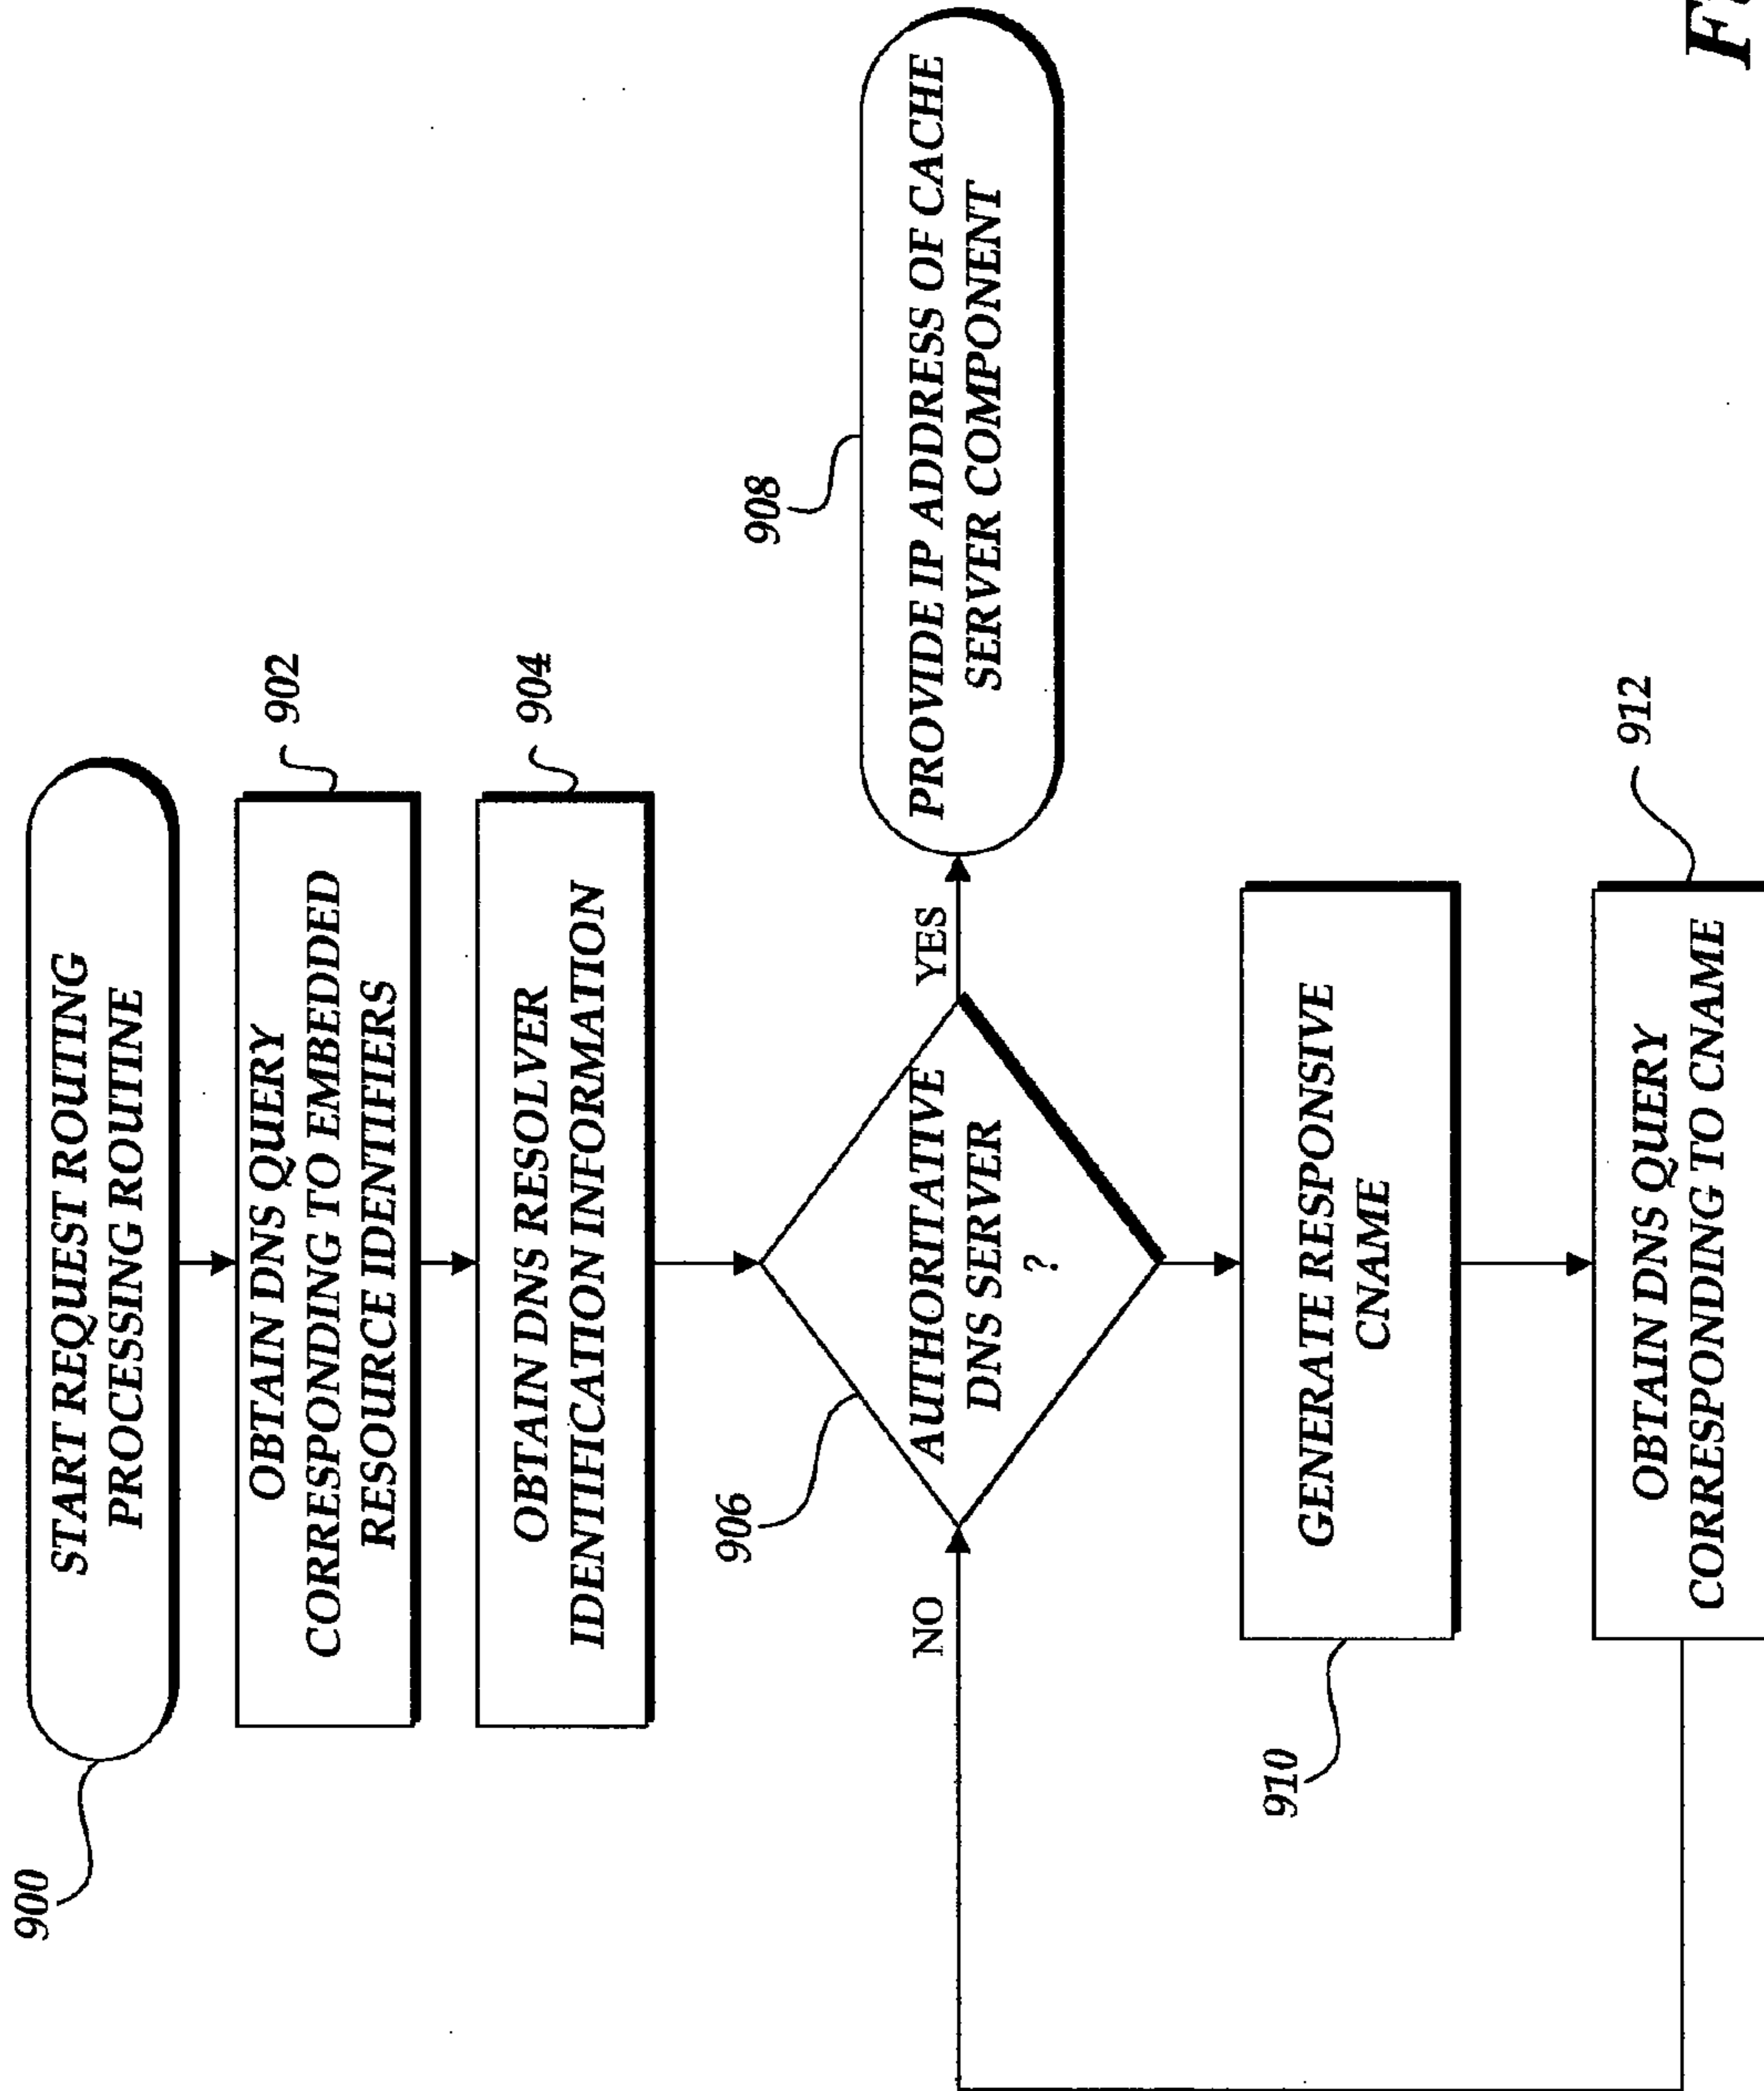 900
START REQUEST ROUTING
PROCESSING ROUTINE
902
OBTAIN DNS QUERY
CORRESPONDING TO EMBEDDED
RESOURCE IDENTIFIERS
904
OBTAIN DNS RESOLVER
IDENTIFICATION INFORMATION
906
AUTHORITATIVE
DNS SERVER
?
NO
YES
908
PROVIDE IP ADDRESS OF CACHE
SERVER COMPONENT
910
GENERATE RESPONSIVE
CNAME
912
OBTAIN DNS QUERY
CORRESPONDING TO CNAME